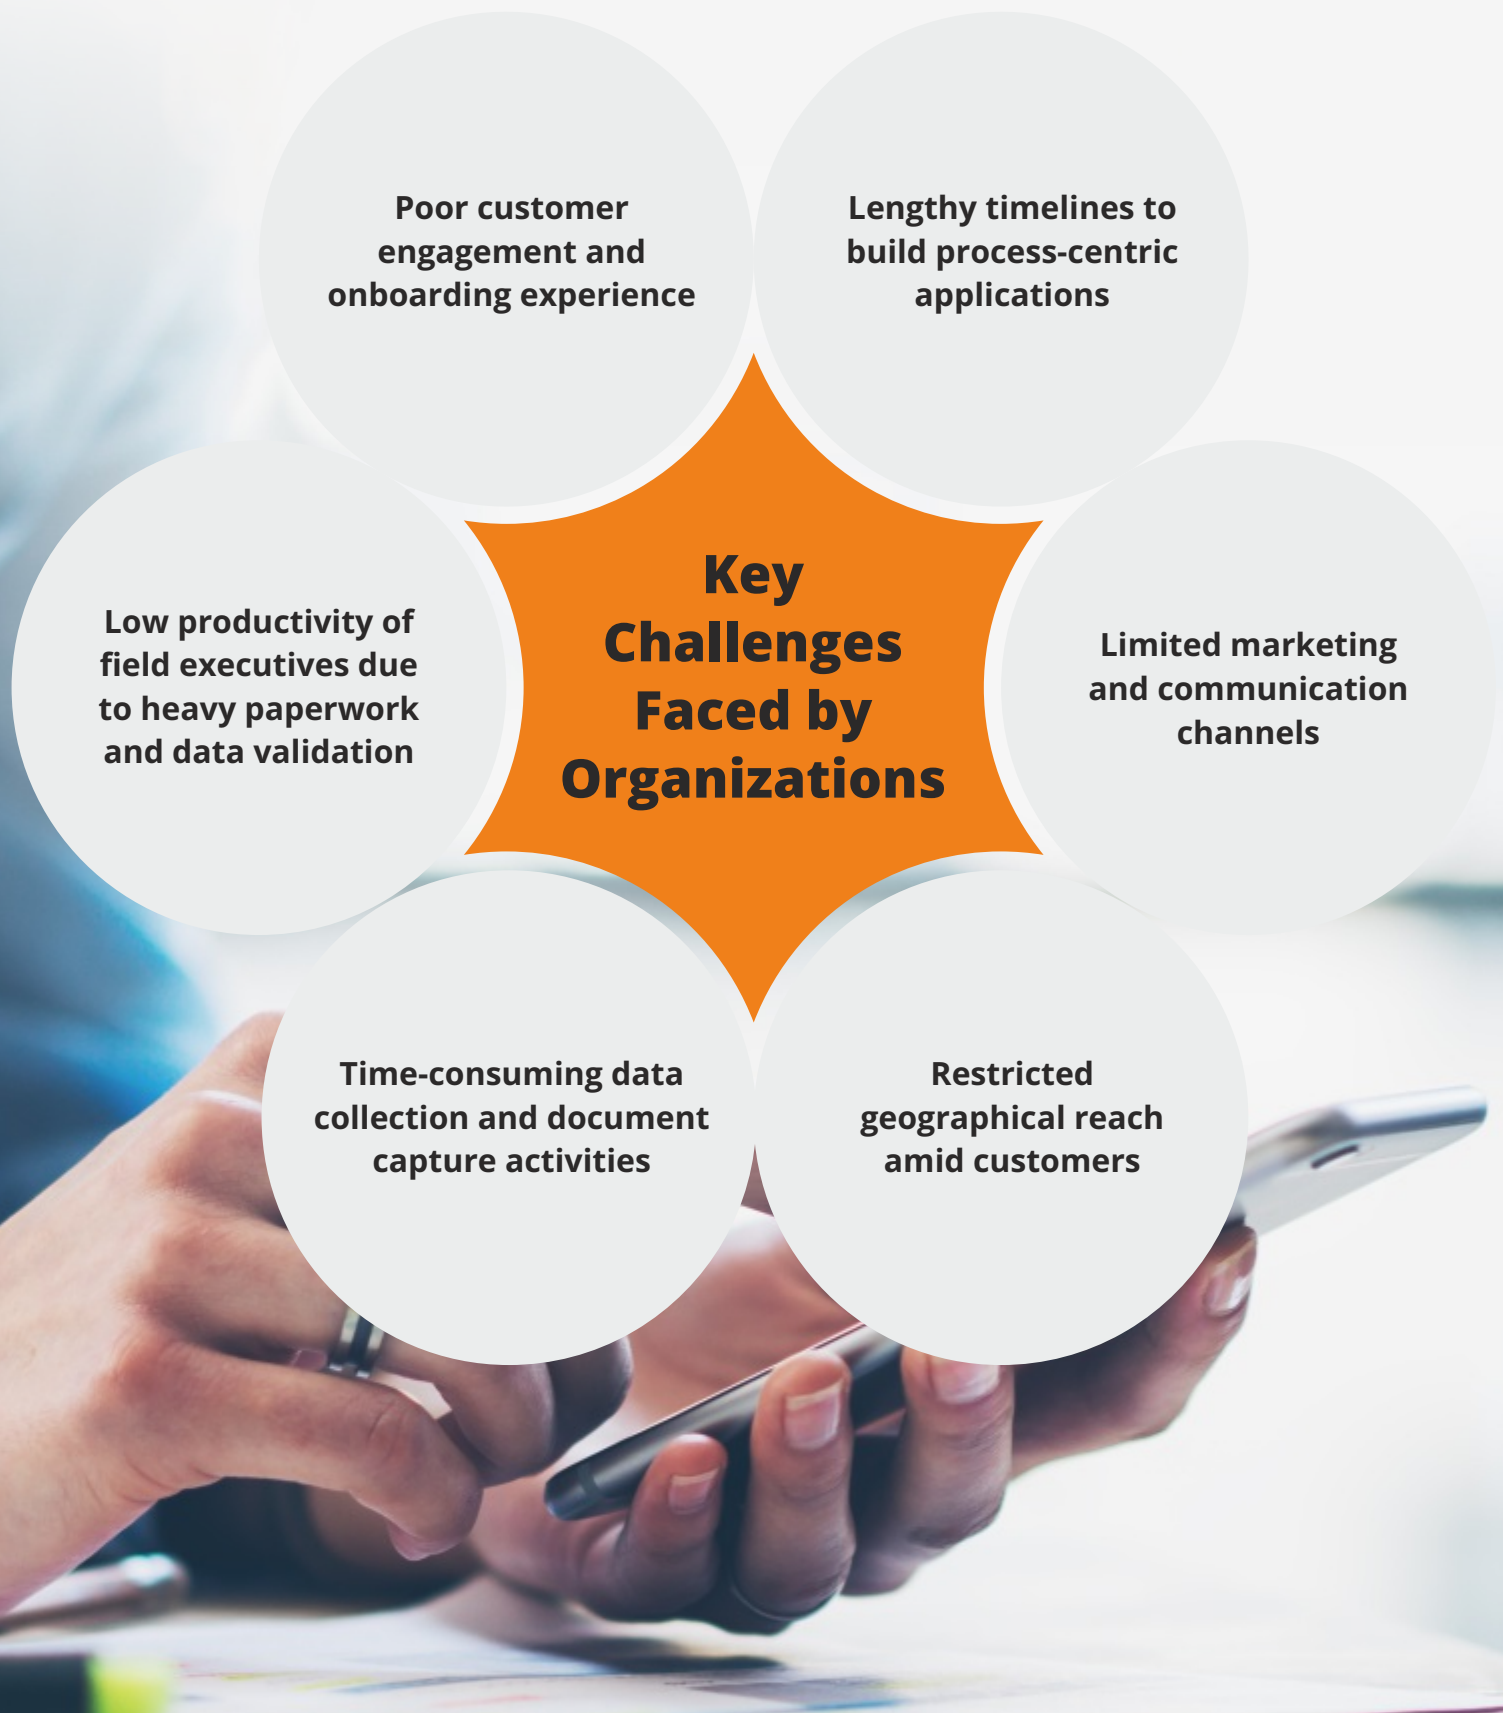 Poor customer
engagement and
onboarding experience
Lengthy timelines to
build process-centric
applications
Key
Challenges
Faced by
Organizations
Low productivity of
field executives due
to heavy paperwork
and data validation
Limited marketing
and communication
channels
Time-consuming data
collection and document
capture activities
Restricted
geographical reach
amid customers